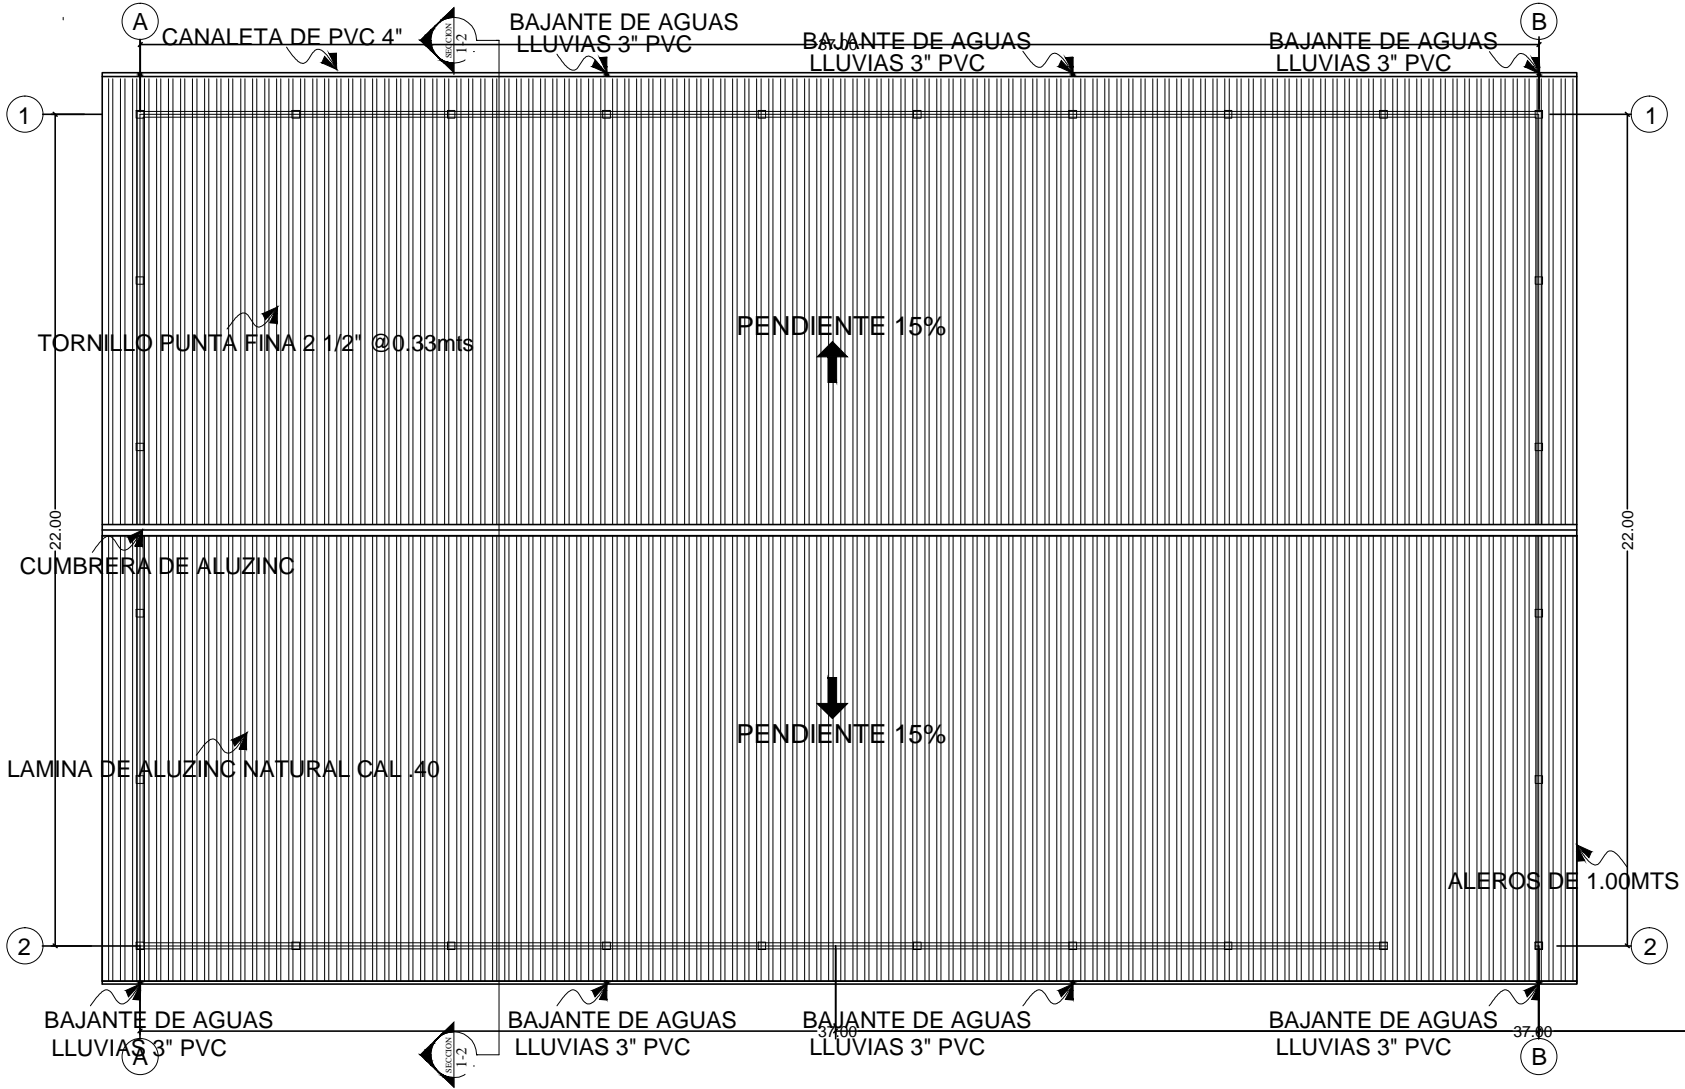 A
B
CANALETA DE PVC 4"
SECCION
1-2
BAJANTE DE AGUAS
LLUVIAS 3" PVC
37.00
BAJANTE DE AGUAS
LLUVIAS 3" PVC
BAJANTE DE AGUAS
LLUVIAS 3" PVC
1
1
PENDIENTE 15%
TORNILLO PUNTA FINA 2 1/2" @0.33mts
22.00
22.00
CUMBRERA DE ALUZINC
PENDIENTE 15%
LAMINA DE ALUZINC NATURAL CAL .40
ALEROS DE 1.00MTS
2
2
BAJANTE DE AGUAS
LLUVIAS 3" PVC
BAJANTE DE AGUAS
LLUVIAS 3" PVC
BAJANTE DE AGUAS
LLUVIAS 3" PVC
BAJANTE DE AGUAS
LLUVIAS 3" PVC
37.00
37.00
A
SECCION
1-2
B